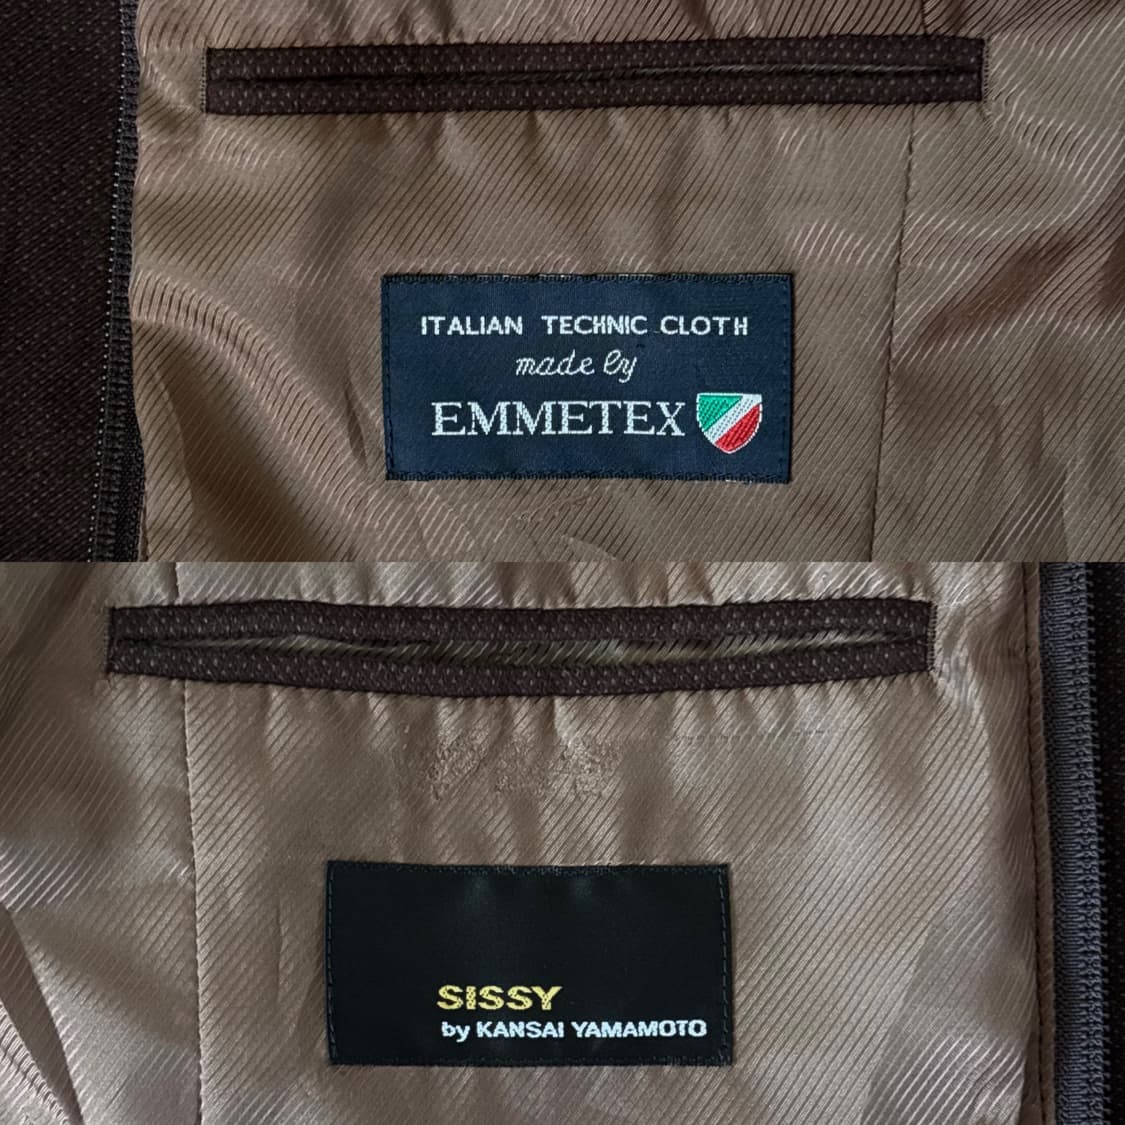 ITALIAN TECHNIC CLOTH
made by
EMMETEX
SISSY
by KANSAI YAMAMOTO